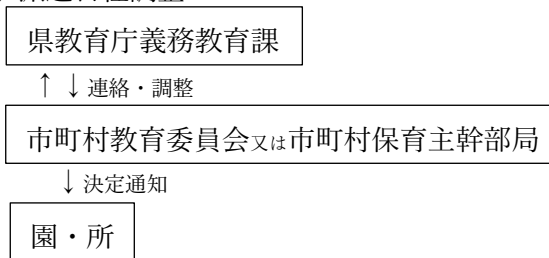 県教育庁義務教育課
↑↓連絡・調整
市町村教育委員会又は市町村保育主幹部局
↓決定通知
園・所